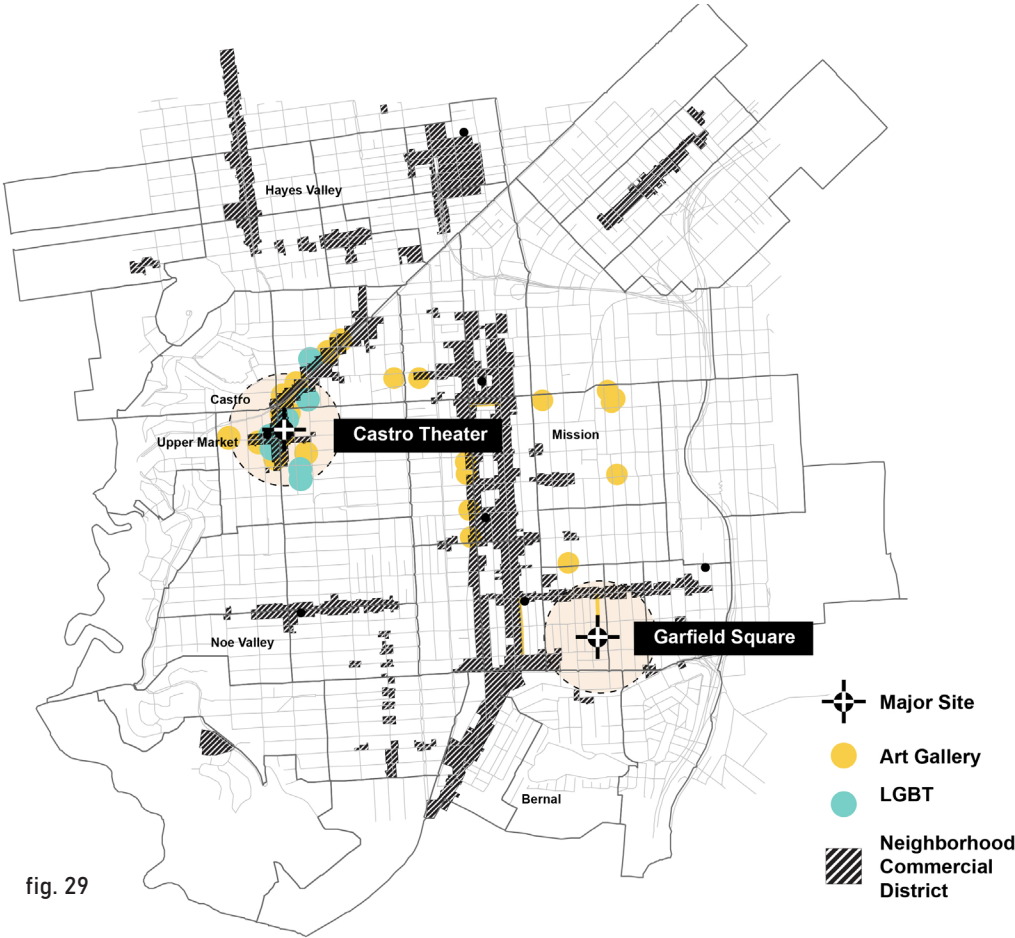 Hayes Valley
Castro
Upper Market
Castro Theater
Mission
Noe Valley
Garfield Square
Bernal
Major Site
Art Gallery
LGBT
Neighborhood
Commercial
District
fig. 29